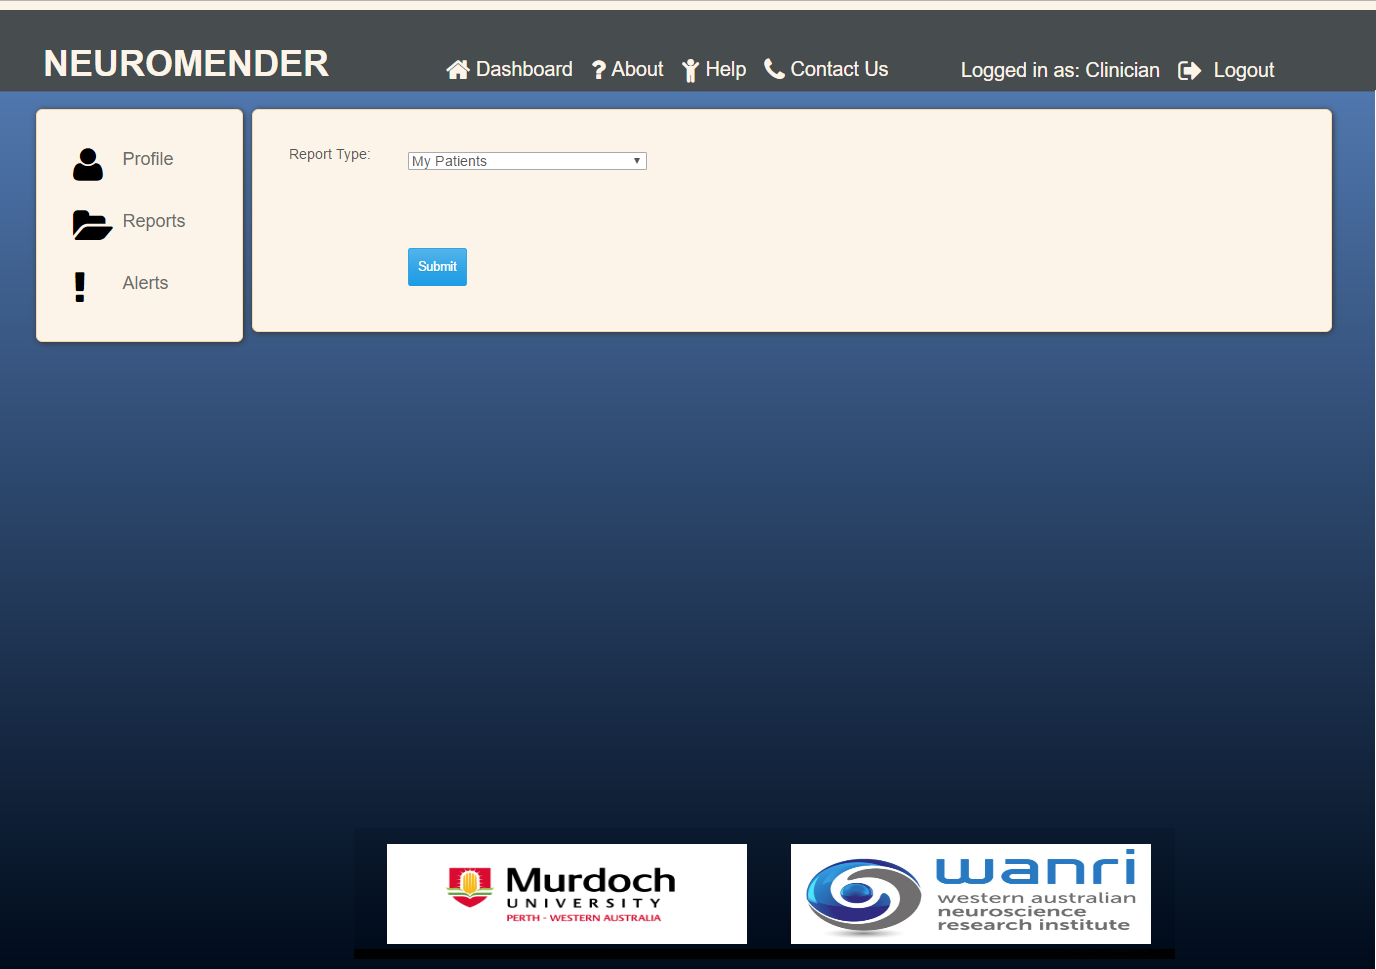 NEUROMENDER
Dashboard
About
Help
Contact Us
Logged in as: Clinician
Logout
Profile
Reports
Alerts
Report Type:
My Patients
Submit
Murdoch
UNIVERSITY
PERTH - WESTERN AUSTRALIA
wanri
western australian
neuroscience
research institute